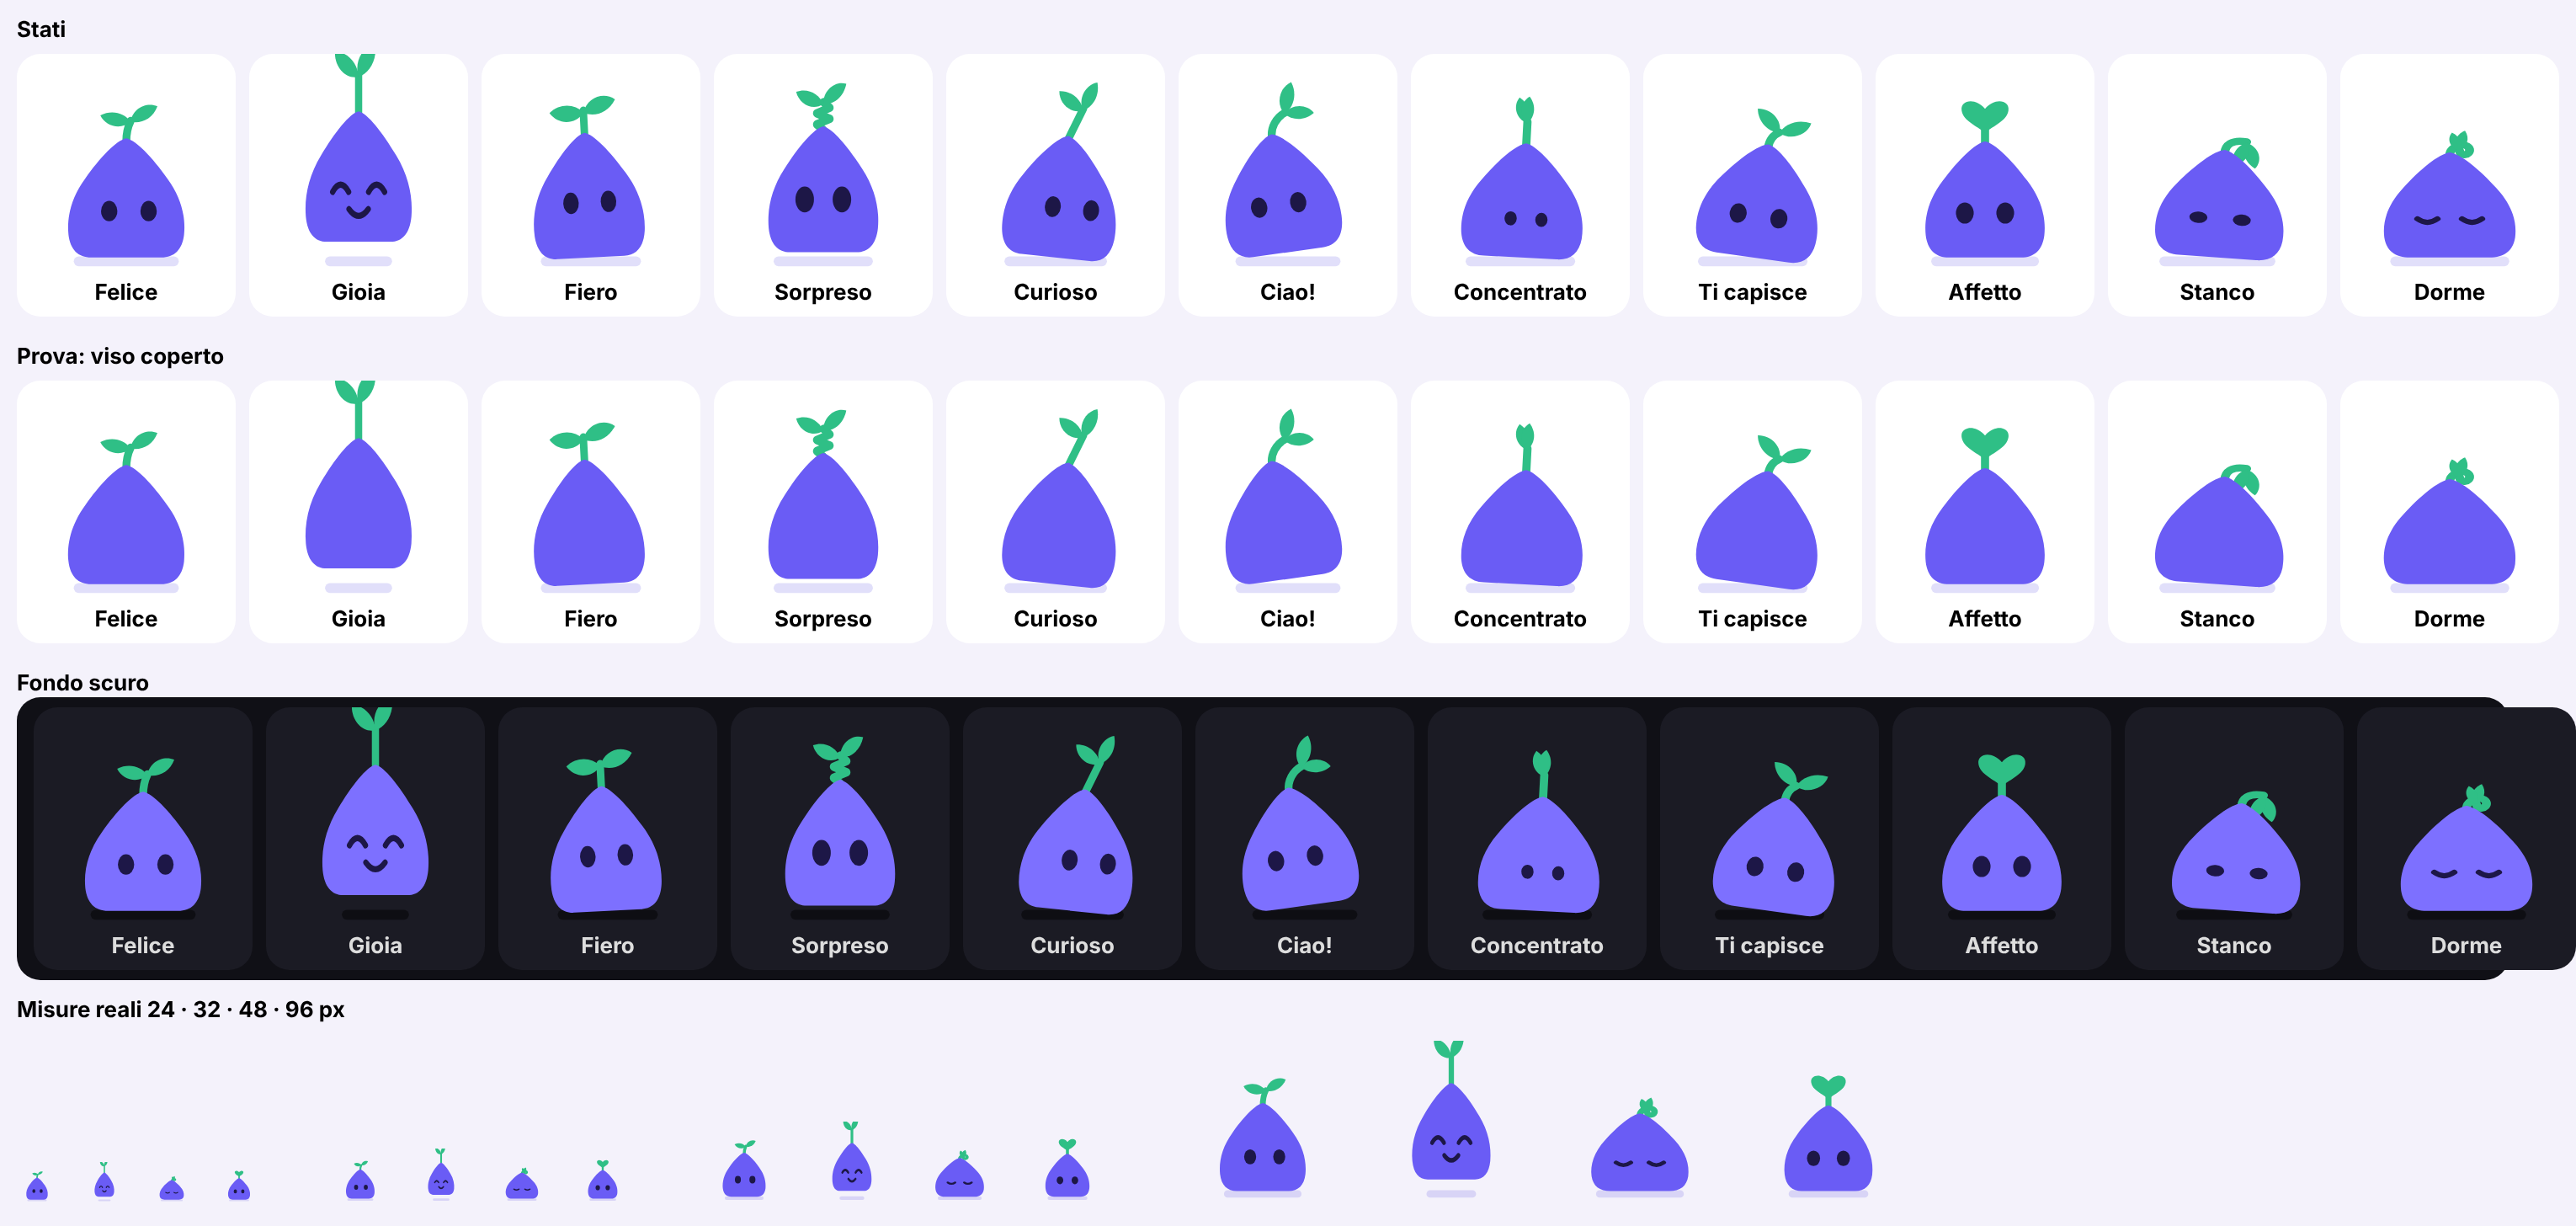 Stati
Felice Gioia Fiero Sorpreso Curioso Ciao! Concentrato Ti capisce Affetto Stanco Dorme
Prova: viso coperto
Felice Gioia Fiero Sorpreso Curioso Ciao! Concentrato Ti capisce Affetto Stanco Dorme
Fondo scuro
Felice Gioia Fiero Sorpreso Curioso Ciao! Concentrato Ti capisce Affetto Stanco Dorme
Misure reali 24 · 32 · 48 · 96 px